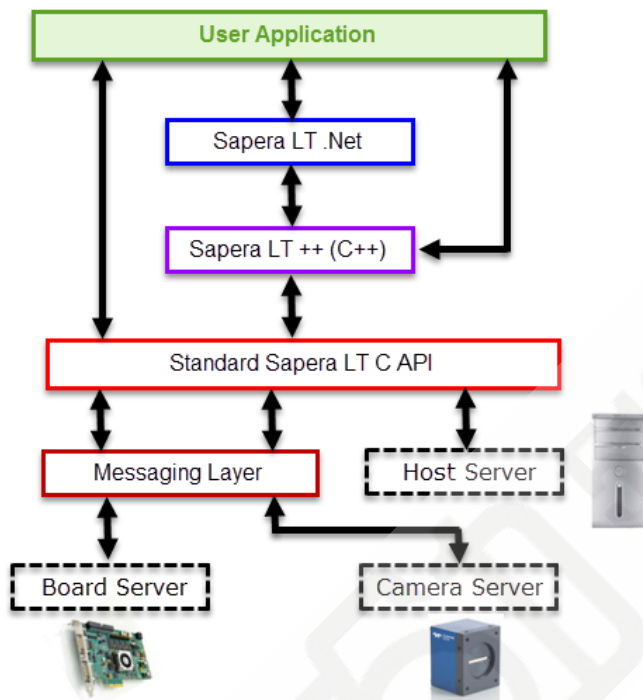 User Application
Sapera LT .Net
Sapera LT ++ (C++)
Standard Sapera LT C API
Messaging Layer
Host Server
Board Server
Camera Server